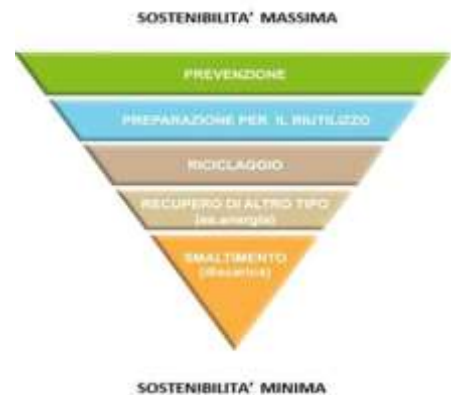 SOSTENIBILITA' MASSIMA
PREVENZIONE
PREPARAZIONE PER IL RIUTILIZZO
RICICLAGGIO
RECUPERO DI ALTRO TIPO
(es.energia)
SMALTIMENTO
(discarica)
SOSTENIBILITA' MINIMA